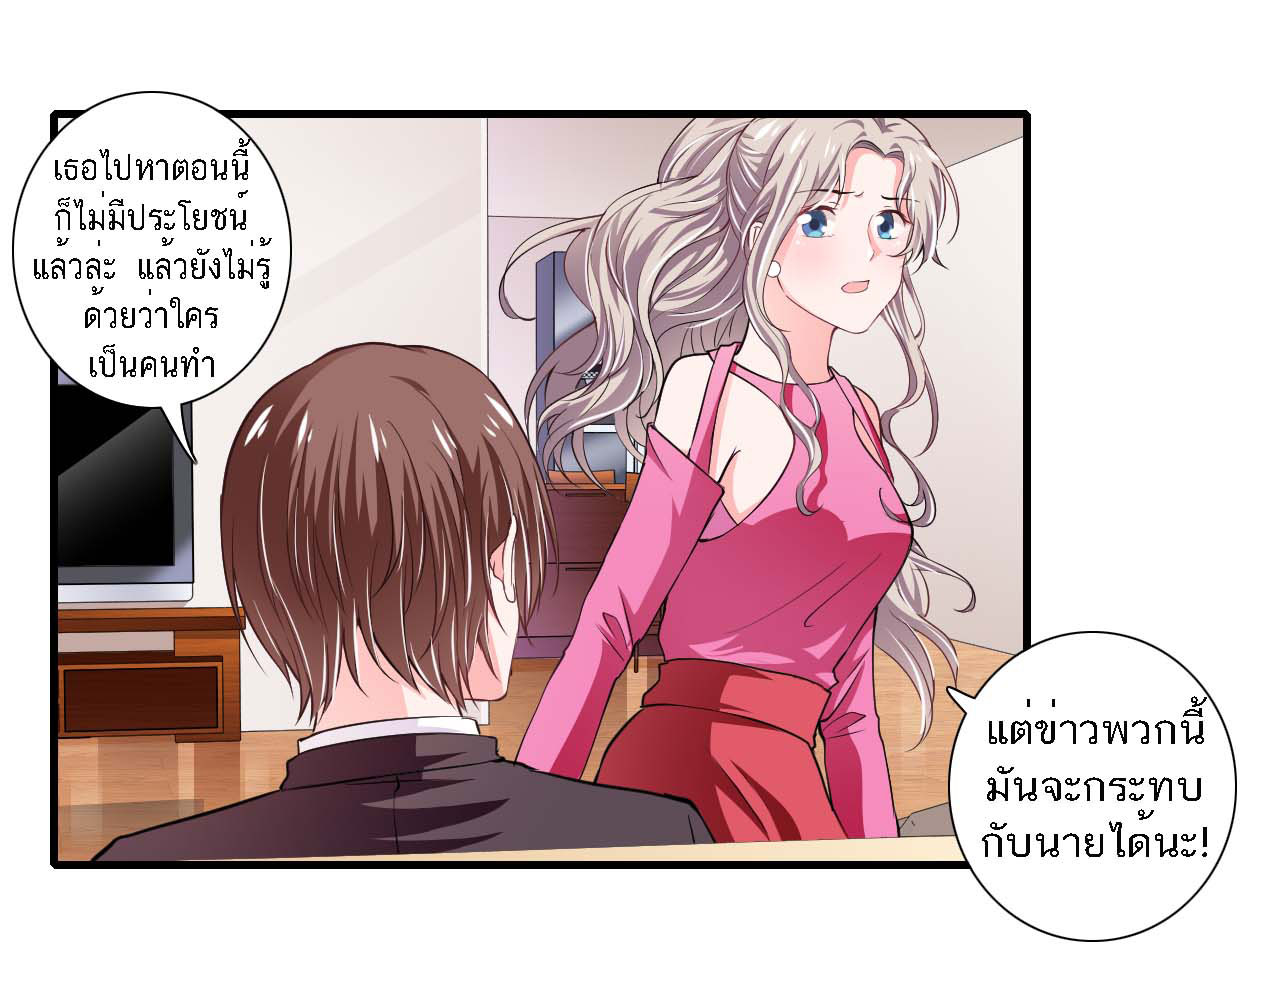 เธอไปหาตอนนี้
ก็ไม่มีประโยชน์
แล้วล่ะ แล้วยังไม่รู้
ด้วยว่าใคร
เป็นคนทำ
แต่ข่าวพวกนี้
มันจะกระทบ
กับนายได้นะ!